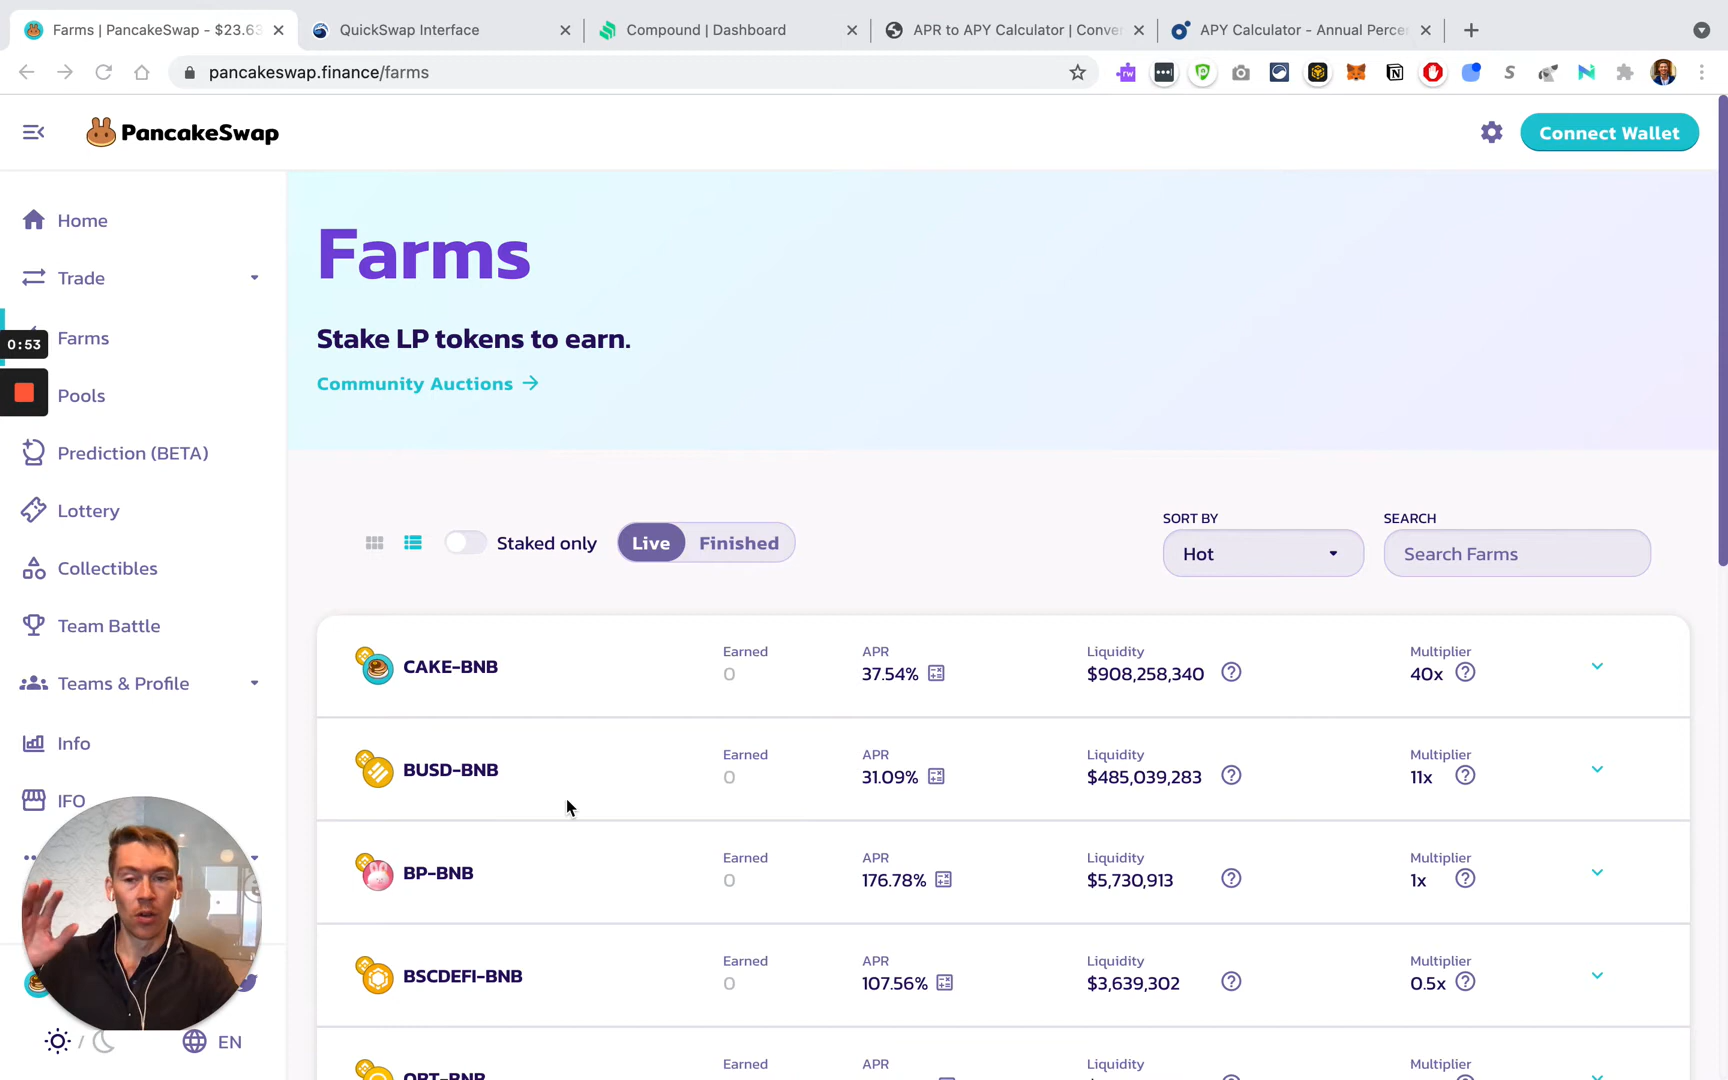 Farms | PancakeSwap - $23.63
QuickSwap Interface
Compound | Dashboard
APR to APY Calculator | Conver
APY Calculator - Annual Perce
pancakeswap.finance/farms
PancakeSwap
Connect Wallet
Home
Trade
Farms
0:53
Pools
Prediction (BETA)
Lottery
Collectibles
Team Battle
Teams & Profile
Info
IFO
EN
Farms
Stake LP tokens to earn.
Community Auctions
Staked only
Live
Finished
SORT BY
Hot
SEARCH
Search Farms
CAKE-BNB
Earned
0
APR
37.54%
Liquidity
$908,258,340
Multiplier
40x
BUSD-BNB
Earned
0
APR
31.09%
Liquidity
$485,039,283
Multiplier
11x
BP-BNB
Earned
0
APR
176.78%
Liquidity
$5,730,913
Multiplier
1x
BSCDEFI-BNB
Earned
0
APR
107.56%
Liquidity
$3,639,302
Multiplier
0.5x
Earned
APR
Liquidity
Multiplier